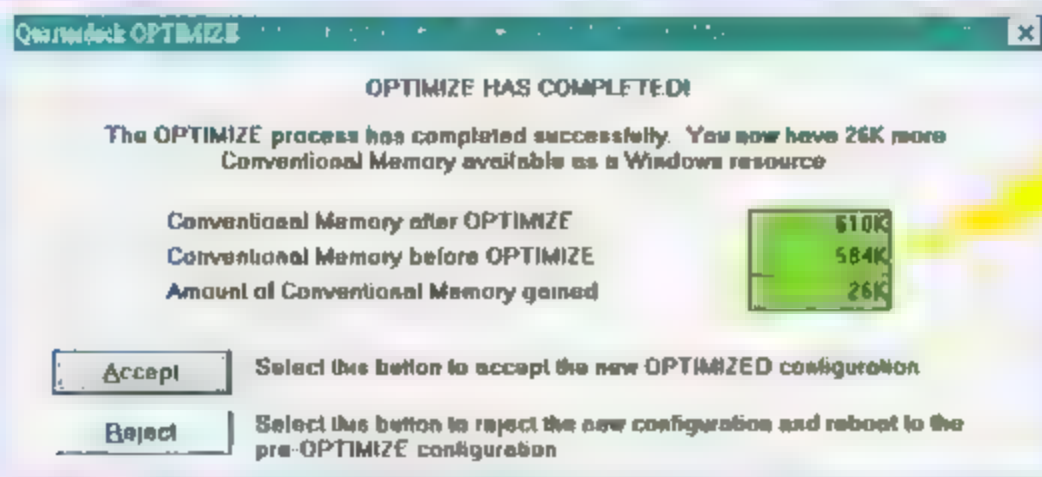 Quarterdeck OPTIMIZE
OPTIMIZE HAS COMPLETED!
The OPTIMIZE process has completed successfully. You now have 26K more
Conventional Memory available as a Windows resource
Conventional Memory after OPTIMIZE 610K
Conventional Memory before OPTIMIZE 584K
Amount of Conventional Memory gained 26K
Accept Select this button to accept the new OPTIMIZED configuration
Reject Select this button to reject the new configuration and reboot to the
pre-OPTIMIZE configuration